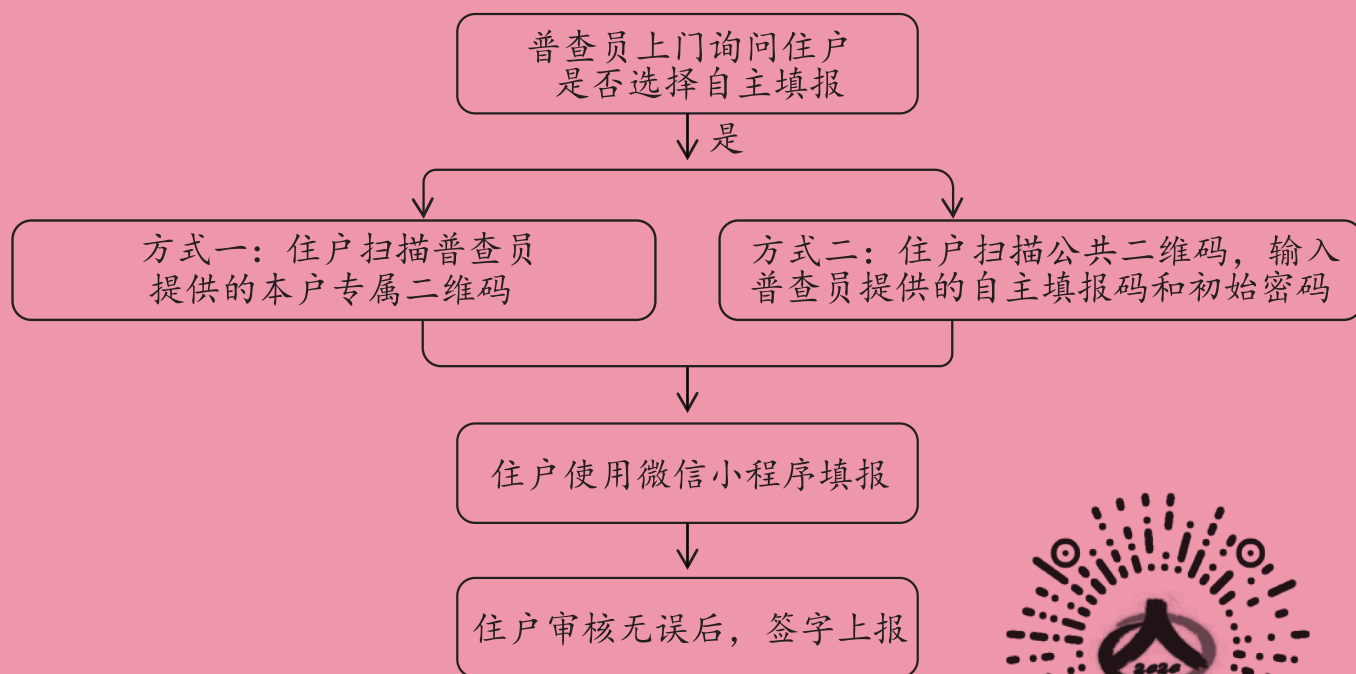 普查员上门询问住户
是否选择自主填报
是
方式一：住户扫描普查员
提供的本户专属二维码
方式二：住户扫描公共二维码，输入
普查员提供的自主填报码和初始密码
住户使用微信小程序填报
住户审核无误后，签字上报
人
2020